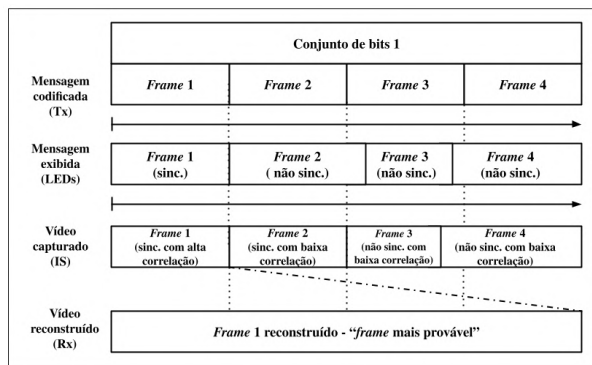 Conjunto de bits 1
Mensagem
codificada
(Tx)
Frame 1
Frame 2
Frame 3
Frame 4
Mensagem
exibida
(LEDs)
Frame 1
(sinc.)
Frame 2
( não sinc.)
Frame 3
(não sinc.)
Frame 4
(não sinc.)
Vídeo
capturado
(IS)
Frame 1
(sinc. com alta
correlação)
Frame 2
(sinc. com baixa
correlação)
Frame 3
(não sinc. com
baixa correlação)
Frame 4
(não sinc. com baixa
correlação)
Vídeo
reconstruído
(Rx)
Frame 1 reconstruído - “frame mais provável”